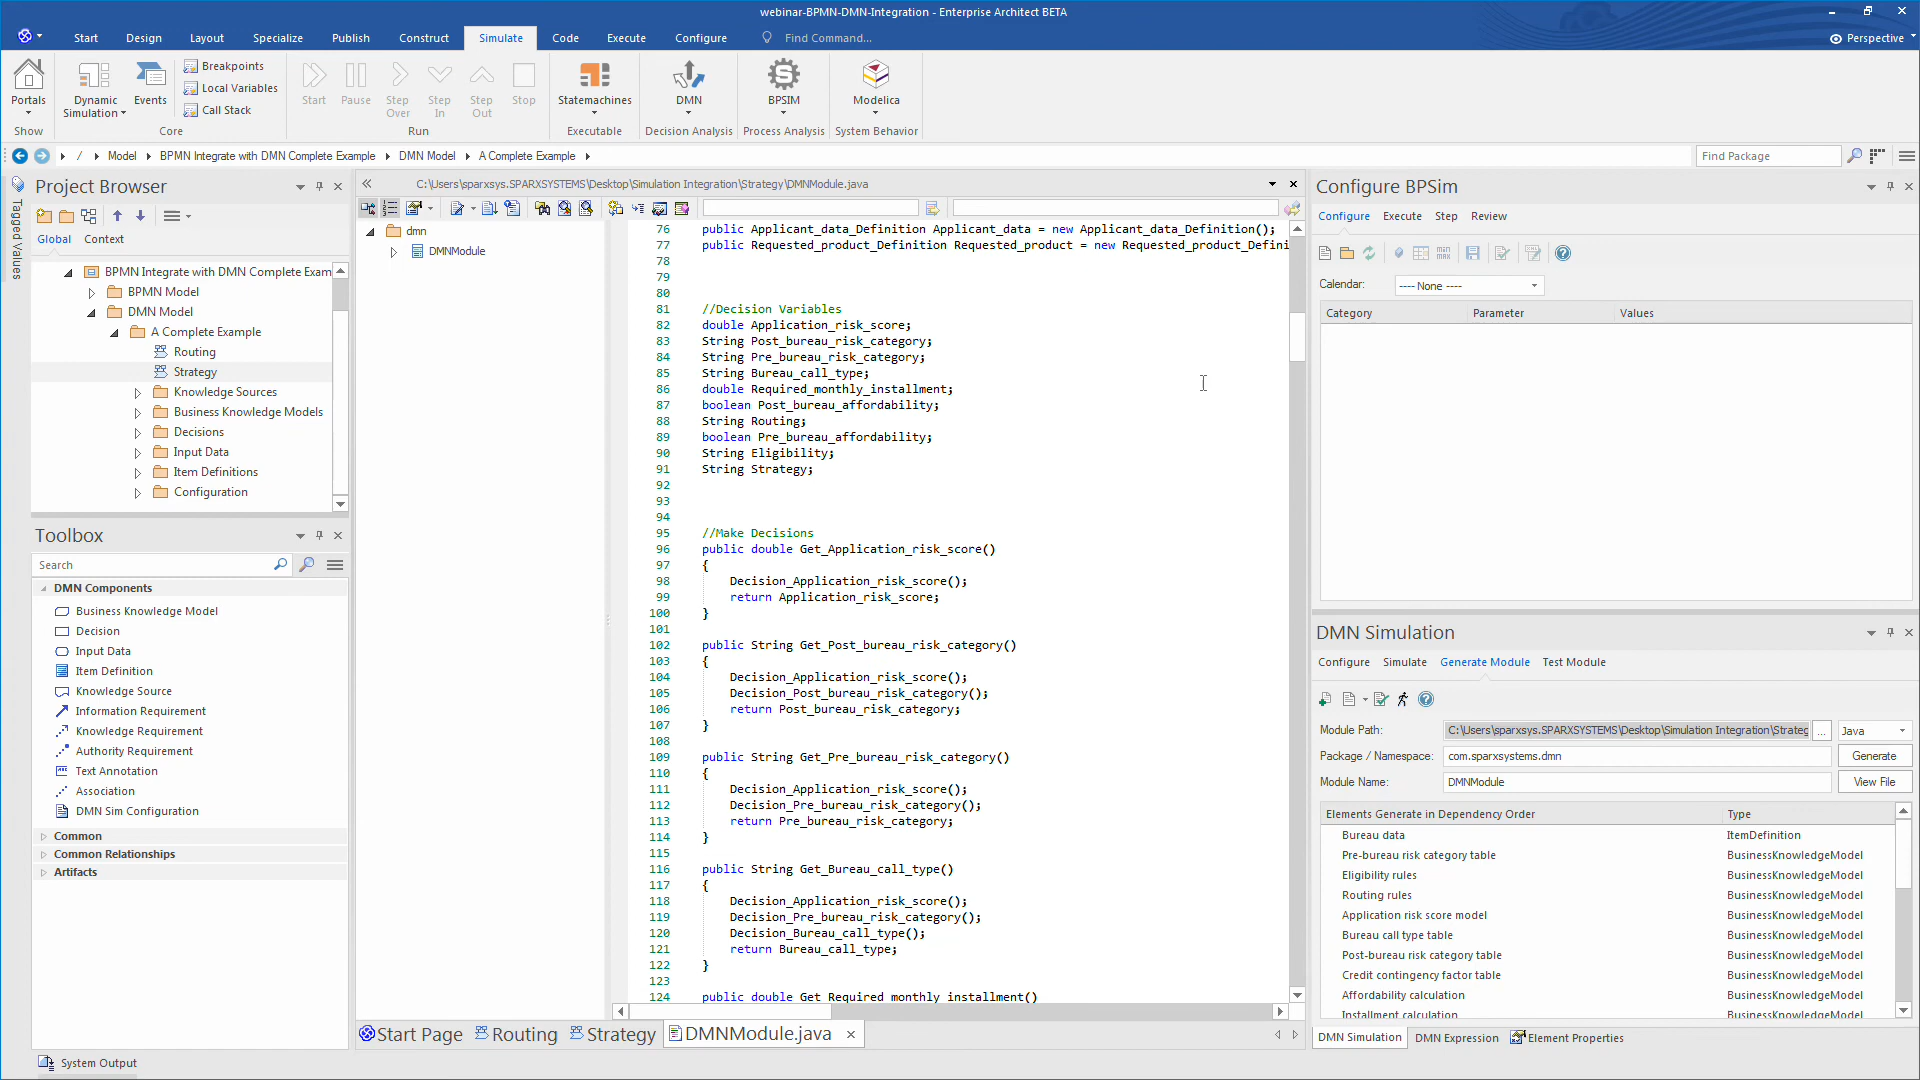 webinar-BPMN-DMN-Integration - Enterprise Architect BETA
Start Design Layout Specialize Publish Construct Simulate Code Execute Configure Find Command... Perspective
Portals
Show
Dynamic Simulation
Events
Breakpoints
Local Variables
Call Stack
Core
Start
Pause
Step Over
Step In
Step Out
Stop
Run
Statemachines
Executable
DMN
Decision Analysis
BPSIM
Process Analysis
Modelica
System Behavior
/ Model BPMN Integrate with DMN Complete Example DMN Model A Complete Example
Find Package
Tagged Values
Project Browser
Global Context
BPMN Integrate with DMN Complete Exam
BPMN Model
DMN Model
A Complete Example
Routing
Strategy
Knowledge Sources
Business Knowledge Models
Decisions
Input Data
Item Definitions
Configuration
Toolbox
Search
DMN Components
Business Knowledge Model
Decision
Input Data
Item Definition
Knowledge Source
Information Requirement
Knowledge Requirement
Authority Requirement
Text Annotation
Association
DMN Sim Configuration
Common
Common Relationships
Artifacts
System Output
C:\Users\sparxsys.SPARXSYSTEMS\Desktop\Simulation Integration\Strategy\DMNModule.java
dmn
DMNModule
76 public Applicant_data_Definition Applicant_data = new Applicant_data_Definition();
77 public Requested_product_Definition Requested_product = new Requested_product_Defini
78
79
80
81 //Decision Variables
82 double Application_risk_score;
83 String Post_bureau_risk_category;
84 String Pre_bureau_risk_category;
85 String Bureau_call_type;
86 double Required_monthly_installment;
87 boolean Post_bureau_affordability;
88 String Routing;
89 boolean Pre_bureau_affordability;
90 String Eligibility;
91 String Strategy;
92
93
94
95 //Make Decisions
96 public double Get_Application_risk_score()
97 {
98 Decision_Application_risk_score();
99 return Application_risk_score;
100 }
101
102 public String Get_Post_bureau_risk_category()
103 {
104 Decision_Application_risk_score();
105 Decision_Post_bureau_risk_category();
106 return Post_bureau_risk_category;
107 }
108
109 public String Get_Pre_bureau_risk_category()
110 {
111 Decision_Application_risk_score();
112 Decision_Pre_bureau_risk_category();
113 return Pre_bureau_risk_category;
114 }
115
116 public String Get_Bureau_call_type()
117 {
118 Decision_Application_risk_score();
119 Decision_Pre_bureau_risk_category();
120 Decision_Bureau_call_type();
121 return Bureau_call_type;
122 }
123
124 public double Get_Required_monthly_installment()
Start Page Routing Strategy DMNModule.java
Configure BPSim
Configure Execute Step Review
Calendar: ---- None ----
Category Parameter Values
DMN Simulation
Configure Simulate Generate Module Test Module
Module Path: C:\Users\sparxsys.SPARXSYSTEMS\Desktop\Simulation Integration\Strateg ... Java
Package / Namespace: com.sparxsystems.dmn Generate
Module Name: DMNModule View File
Elements Generate in Dependency Order Type
Bureau data ItemDefinition
Pre-bureau risk category table BusinessKnowledgeModel
Eligibility rules BusinessKnowledgeModel
Routing rules BusinessKnowledgeModel
Application risk score model BusinessKnowledgeModel
Bureau call type table BusinessKnowledgeModel
Post-bureau risk category table BusinessKnowledgeModel
Credit contingency factor table BusinessKnowledgeModel
Affordability calculation BusinessKnowledgeModel
Installment calculation BusinessKnowledgeModel
DMN Simulation DMN Expression Element Properties